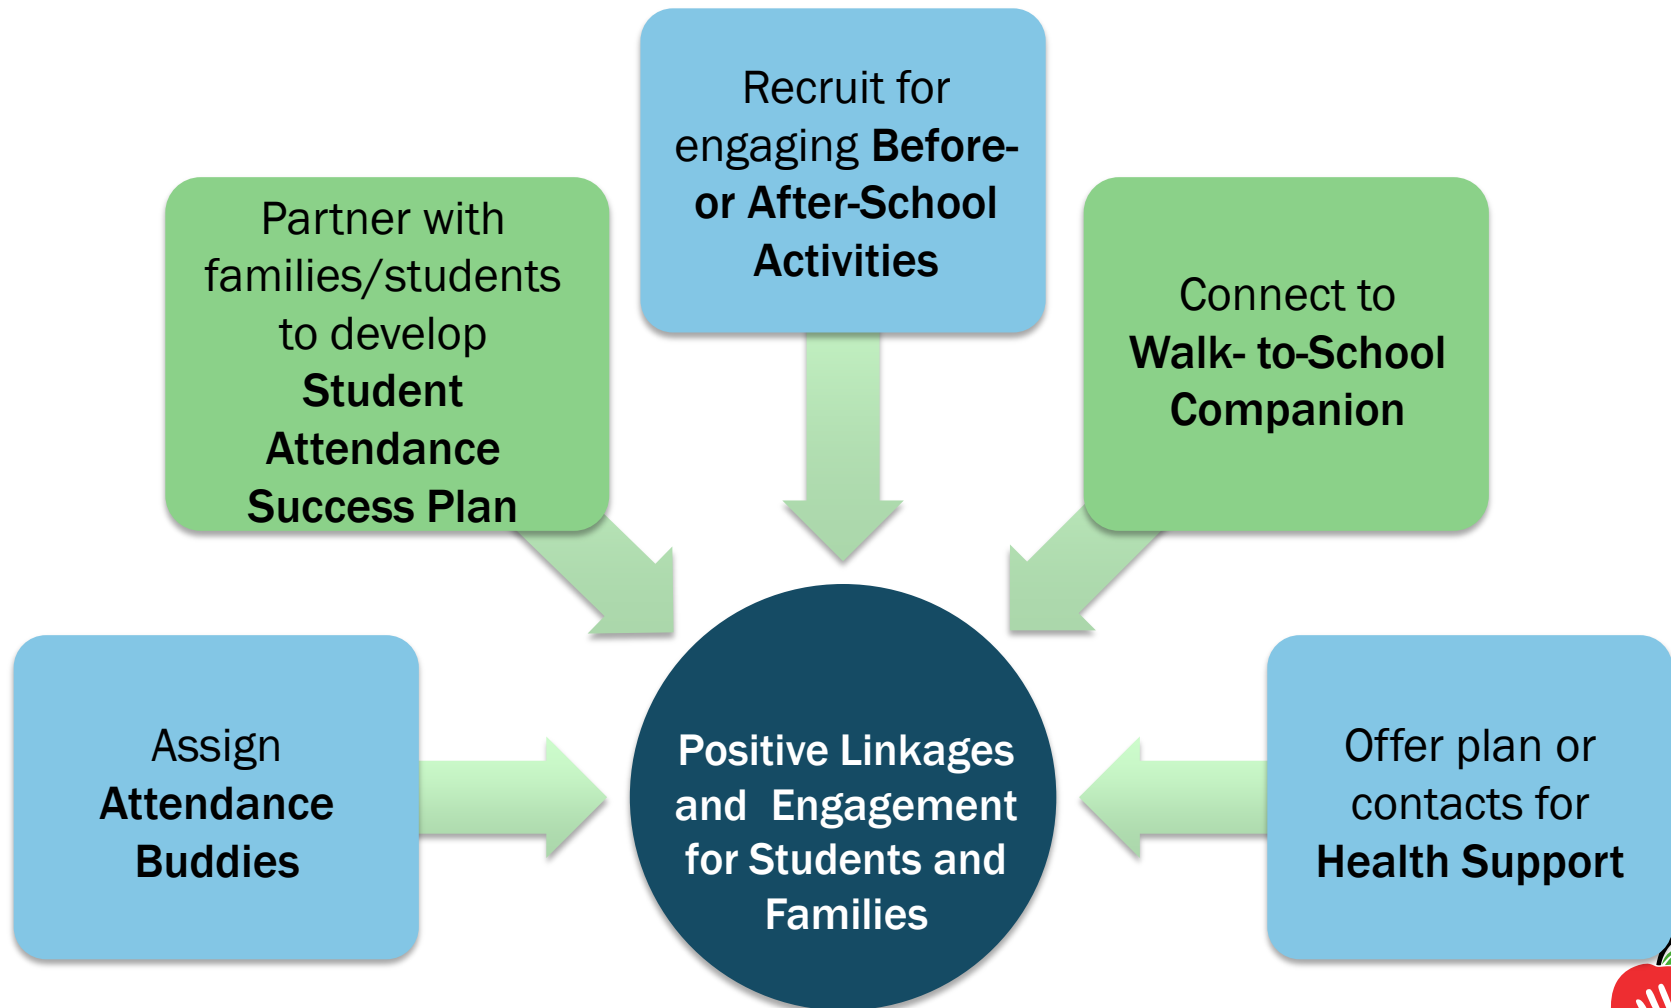 Recruit for
engaging Before-
or After-School
Activities
Partner with
families/students
to develop
Student
Attendance
Success Plan
Connect to
Walk- to-School
Companion
Assign
Attendance
Buddies
Positive Linkages
and  Engagement
for Students and
Families
Offer plan or
contacts for
Health Support